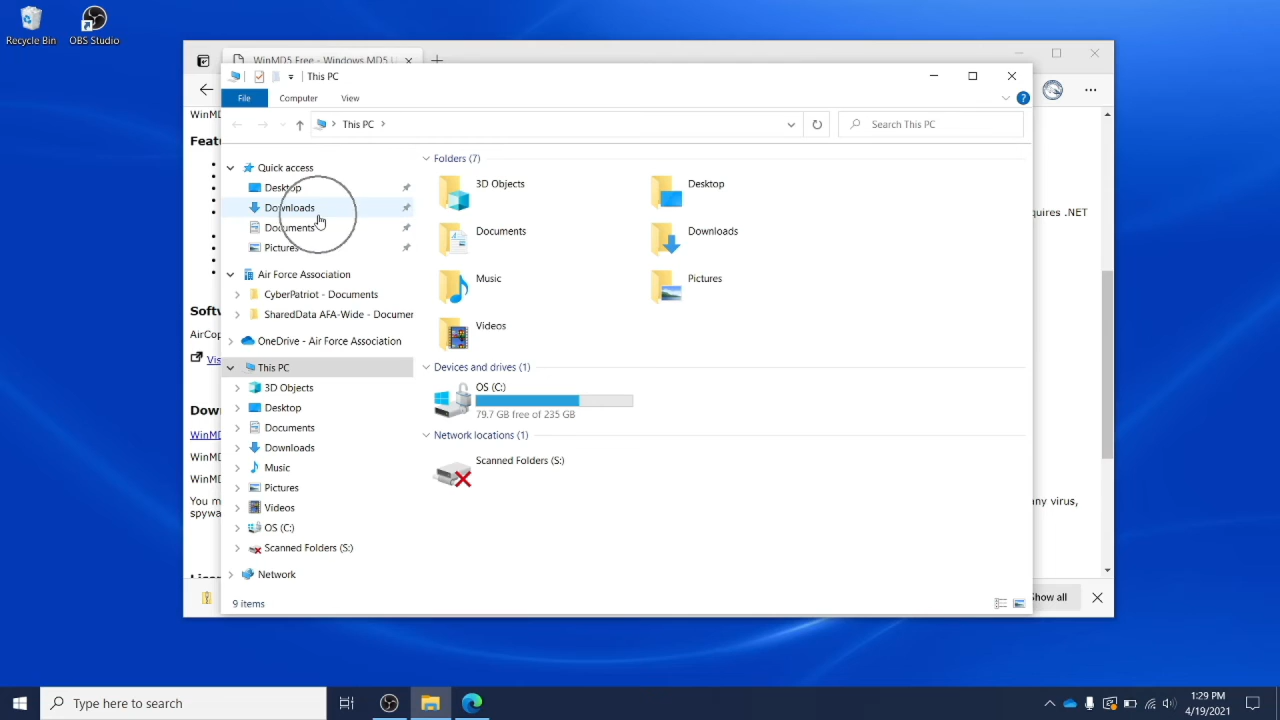 Recycle Bin
OBS Studio
WinMD5 Free - Windows MD5 U
This PC
File
Computer
View
This PC
Search This PC
WinMD
Featu
Quick access
Desktop
Downloads
Documents
Pictures
Air Force Association
CyberPatriot - Documents
SharedData AFA-Wide - Documen
OneDrive - Air Force Association
This PC
3D Objects
Desktop
Documents
Downloads
Music
Pictures
Videos
OS (C:)
Scanned Folders (S:)
Network
Folders (7)
3D Objects
Desktop
Documents
Downloads
Music
Pictures
Videos
Devices and drives (1)
OS (C:)
79.7 GB free of 235 GB
Network locations (1)
Scanned Folders (S:)
9 items
quires .NET
Softw
AirCop
Vis
Dow
WinMD
WinMD
WinMD
You m
any virus,
spywa
Show all
Type here to search
1:29 PM
4/19/2021